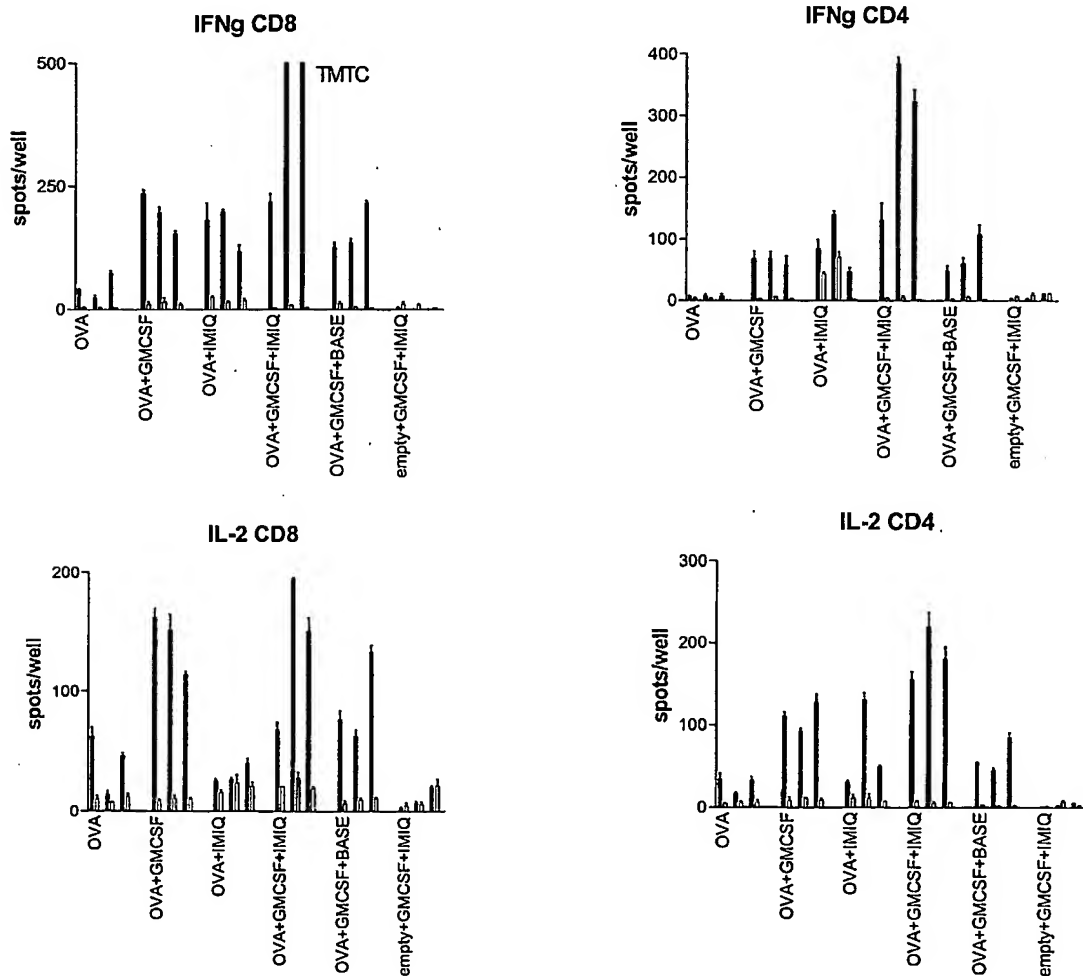 IFNg CD8
500
250
0
spots/well
TMTC
OVA
OVA+GMCSF
OVA+IMIQ
OVA+GMCSF+IMIQ
OVA+GMCSF+BASE
empty+GMCSF+IMIQ
IFNg CD4
400
300
200
100
0
spots/well
OVA
OVA+GMCSF
OVA+IMIQ
OVA+GMCSF+IMIQ
OVA+GMCSF+BASE
empty+GMCSF+IMIQ
IL-2 CD8
200
100
0
spots/well
OVA
OVA+GMCSF
OVA+IMIQ
OVA+GMCSF+IMIQ
OVA+GMCSF+BASE
empty+GMCSF+IMIQ
IL-2 CD4
300
200
100
0
spots/well
OVA
OVA+GMCSF
OVA+IMIQ
OVA+GMCSF+IMIQ
OVA+GMCSF+BASE
empty+GMCSF+IMIQ